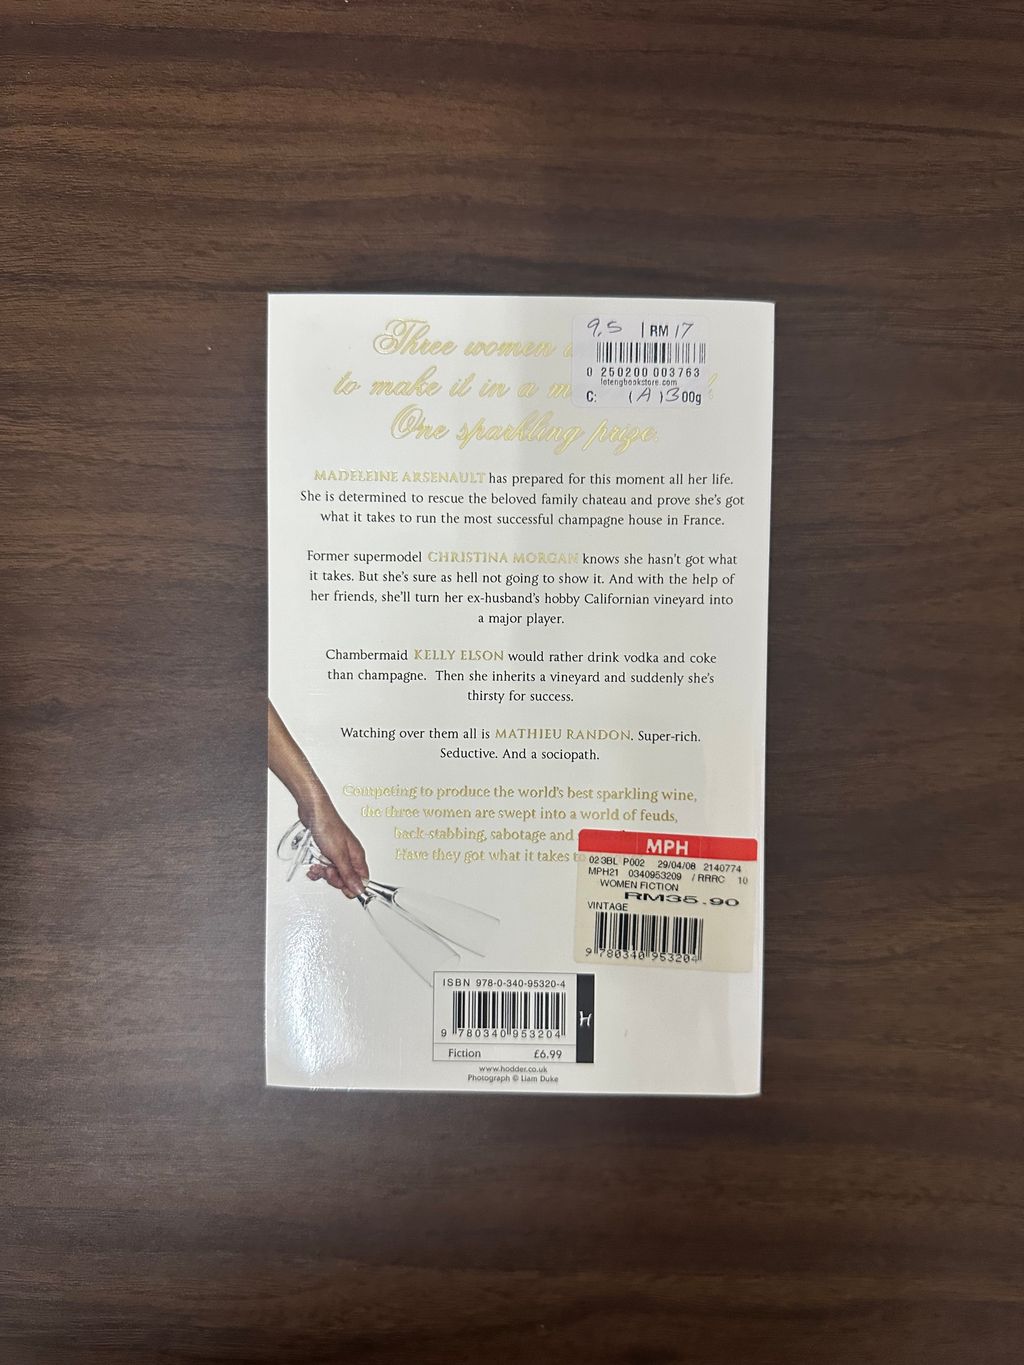 Three women
to make it in a
One sparkling prize.
9.5 | RM 17
0 250200 003763
lotengbookstore.com
C: (A) 300g
MADELEINE ARSENAULT has prepared for this moment all her life.
She is determined to rescue the beloved family chateau and prove she's got
what it takes to run the most successful champagne house in France.
Former supermodel CHRISTINA MORGAN knows she hasn't got what
it takes. But she's sure as hell not going to show it. And with the help of
her friends, she'll turn her ex-husband's hobby Californian vineyard into
a major player.
Chambermaid KELLY ELSON would rather drink vodka and coke
than champagne. Then she inherits a vineyard and suddenly she's
thirsty for success.
Watching over them all is MATHIEU RANDON. Super-rich.
Seductive. And a sociopath.
Competing to produce the world's best sparkling wine,
the three women are swept into a world of feuds,
back-stabbing, sabotage and
Have they got what it takes to
MPH
023BL P002 29/04/08 2140774
MPH21 0340953209 /RRRC 10
WOMEN FICTION
RM35.90
VINTAGE
9 780340 953204
ISBN 978-0-340-95320-4
9 780340 953204
H
Fiction £6.99
www.hodder.co.uk
Photograph © Liam Duke